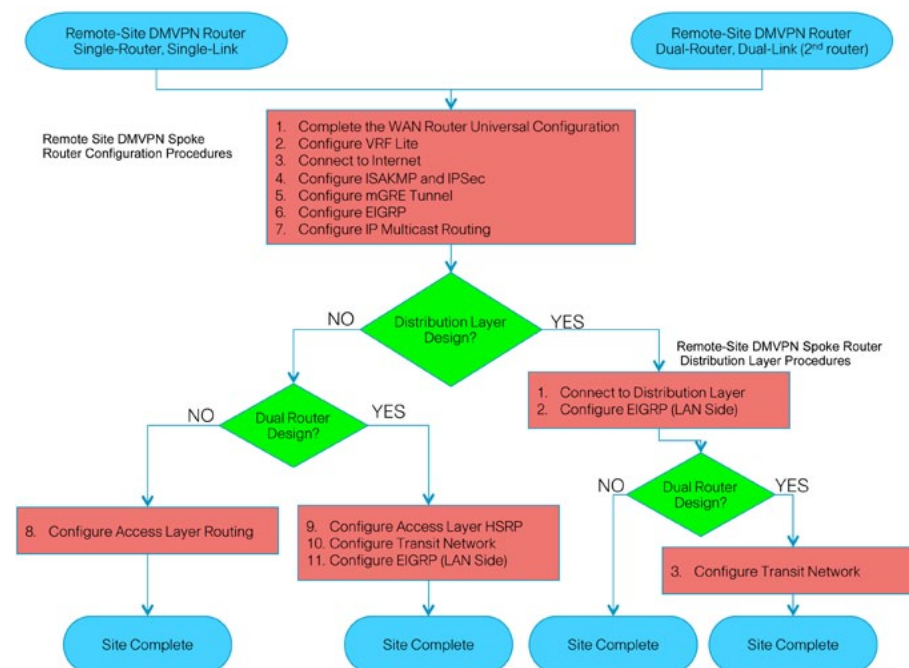 Remote-Site DMVPN Router
Single-Router, Single-Link
Remote-Site DMVPN Router
Dual-Router, Dual-Link (2nd router)
Remote Site DMVPN Spoke
Router Configuration Procedures
1. Complete the WAN Router Universal Configuration
2. Configure VRF Lite
3. Connect to Internet
4. Configure ISAKMP and IPSec
5. Configure mGRE Tunnel
6. Configure EIGRP
7. Configure IP Multicast Routing
NO
Distribution Layer
Design?
YES
Remote-Site DMVPN Spoke Router
Distribution Layer Procedures
1. Connect to Distribution Layer
2. Configure EIGRP (LAN Side)
NO
Dual Router
Design?
YES
NO
Dual Router
Design?
YES
8. Configure Access Layer Routing
9. Configure Access Layer HSRP
10. Configure Transit Network
11. Configure EIGRP (LAN Side)
3. Configure Transit Network
Site Complete
Site Complete
Site Complete
Site Complete